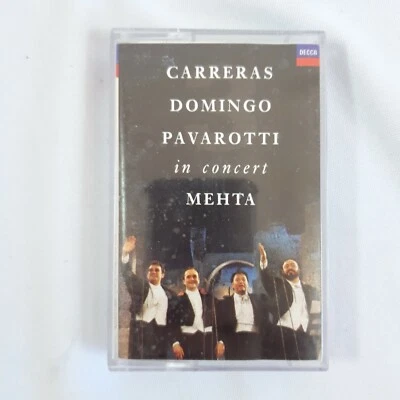 DECCA
CARRERAS
DOMINGO
PAVAROTTI
in concert
MEHTA